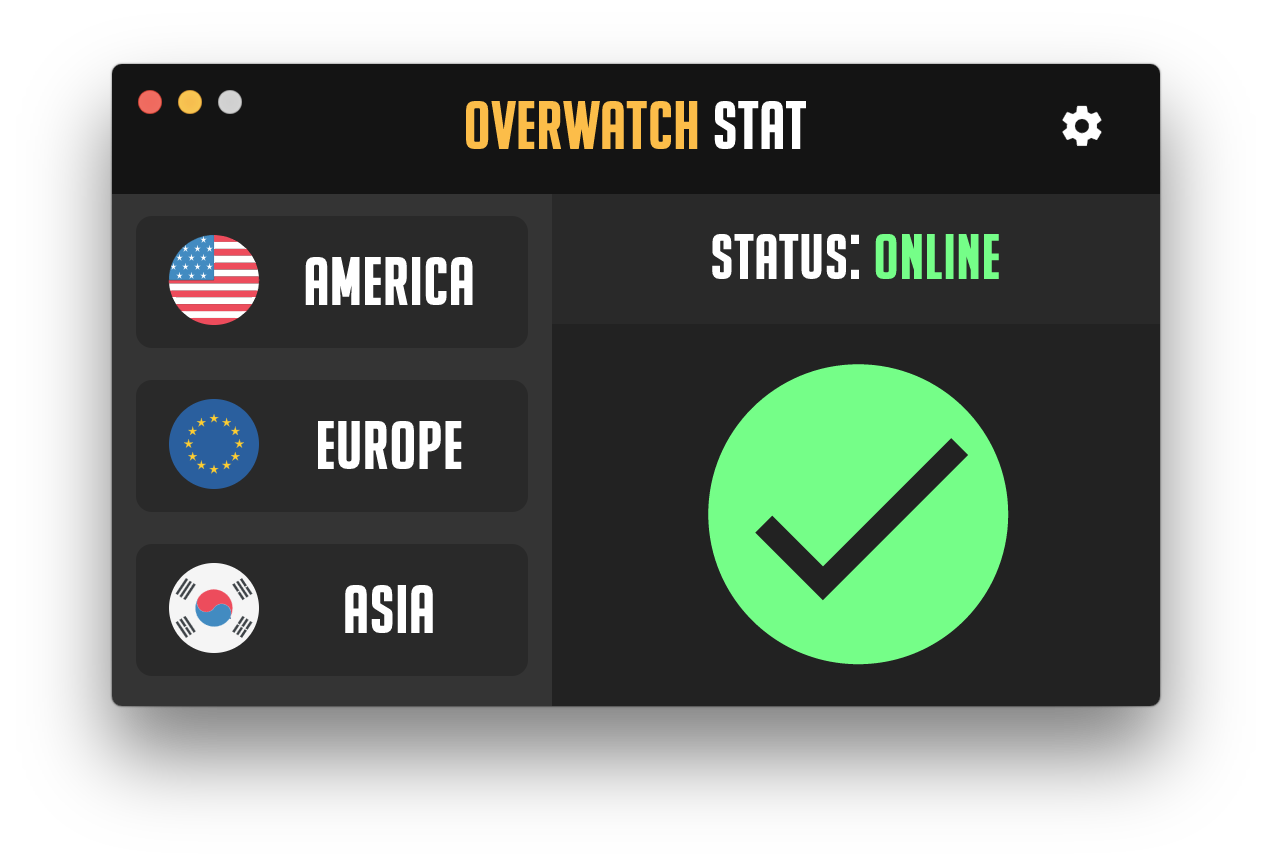 OVERWATCH STAT
AMERICA
EUROPE
ASIA
STATUS: ONLINE